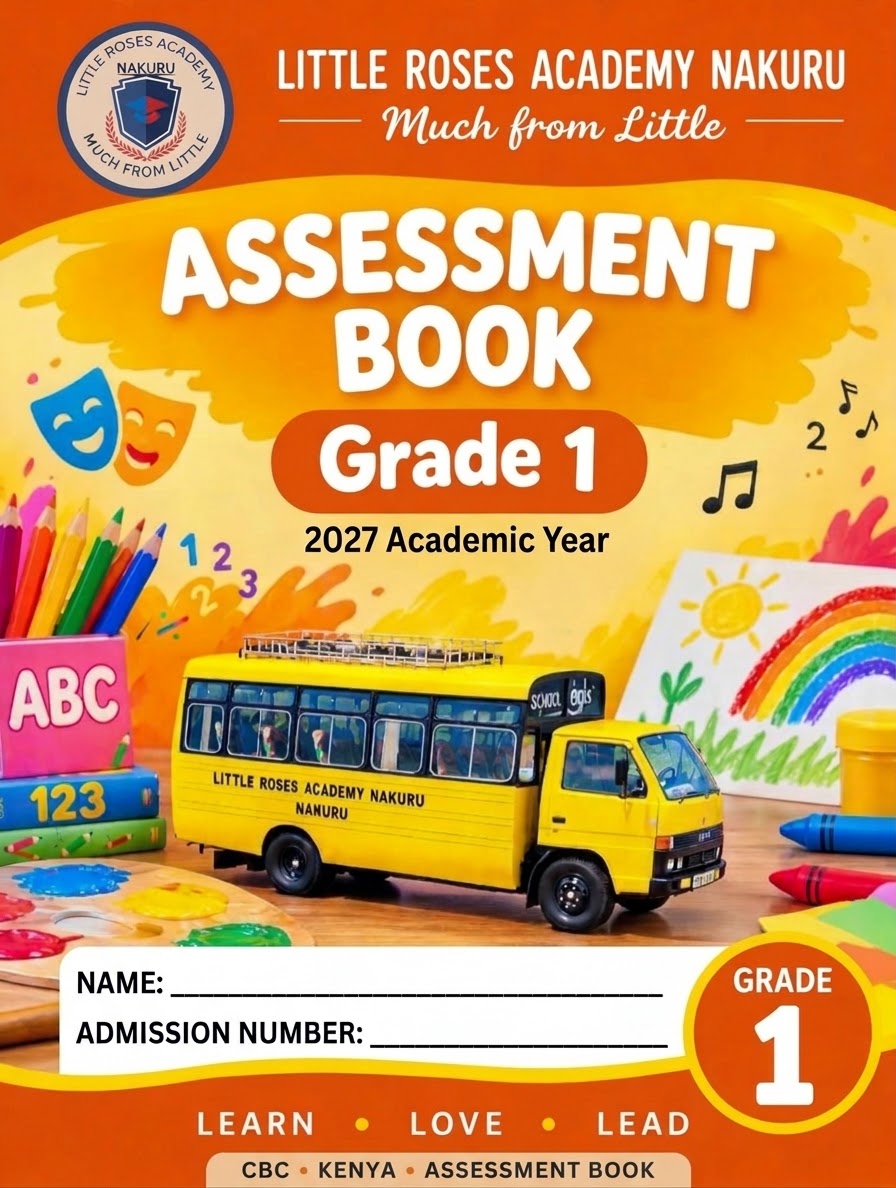 LITTLE ROSES ACADEMY
NAKURU
MUCH FROM LITTLE
LITTLE ROSES ACADEMY NAKURU
Much from Little
ASSESSMENT
BOOK
Grade 1
2027 Academic Year
2
1 2
3
2
ABC
123
LITTLE ROSES ACADEMY NAKURU
NANURU
NAME:
ADMISSION NUMBER:
GRADE
1
LEARN • LOVE • LEAD
CBC • KENYA • ASSESSMENT BOOK